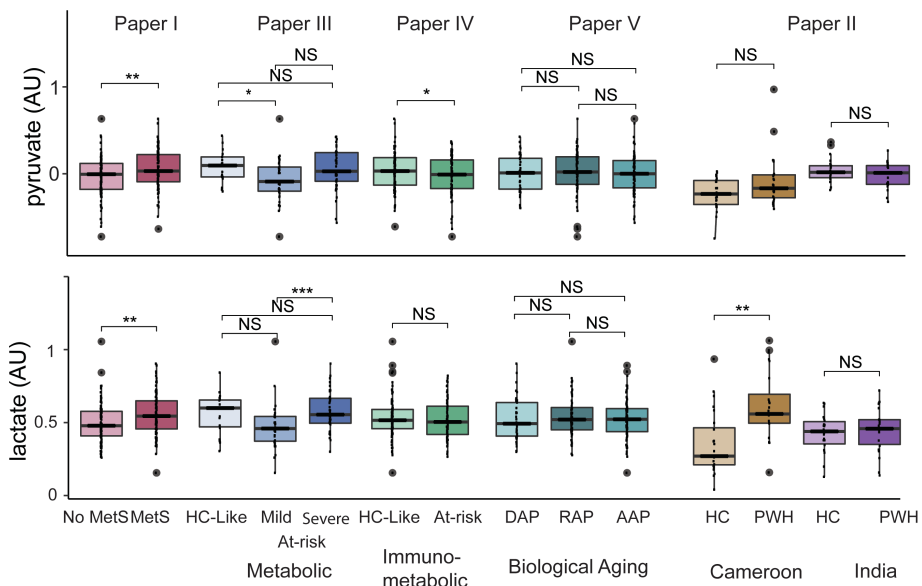 Paper I Paper III Paper IV Paper V Paper II
pyruvate (AU)
1
0
** * NS NS * NS NS NS NS NS
lactate (AU)
1
0.5
0
** NS NS *** NS NS NS NS ** NS
No MetS MetS HC-Like Mild Severe HC-Like At-risk DAP RAP AAP HC PWH HC PWH
At-risk
Metabolic Immuno-metabolic Biological Aging Cameroon India